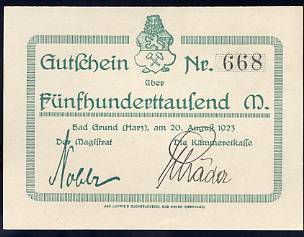 Gutschein Nr. 668
über
Fünfhunderttausend M.
Bad Grund (Harz), am 20. August 1923
Der Magistrat Die Kämmereikasse